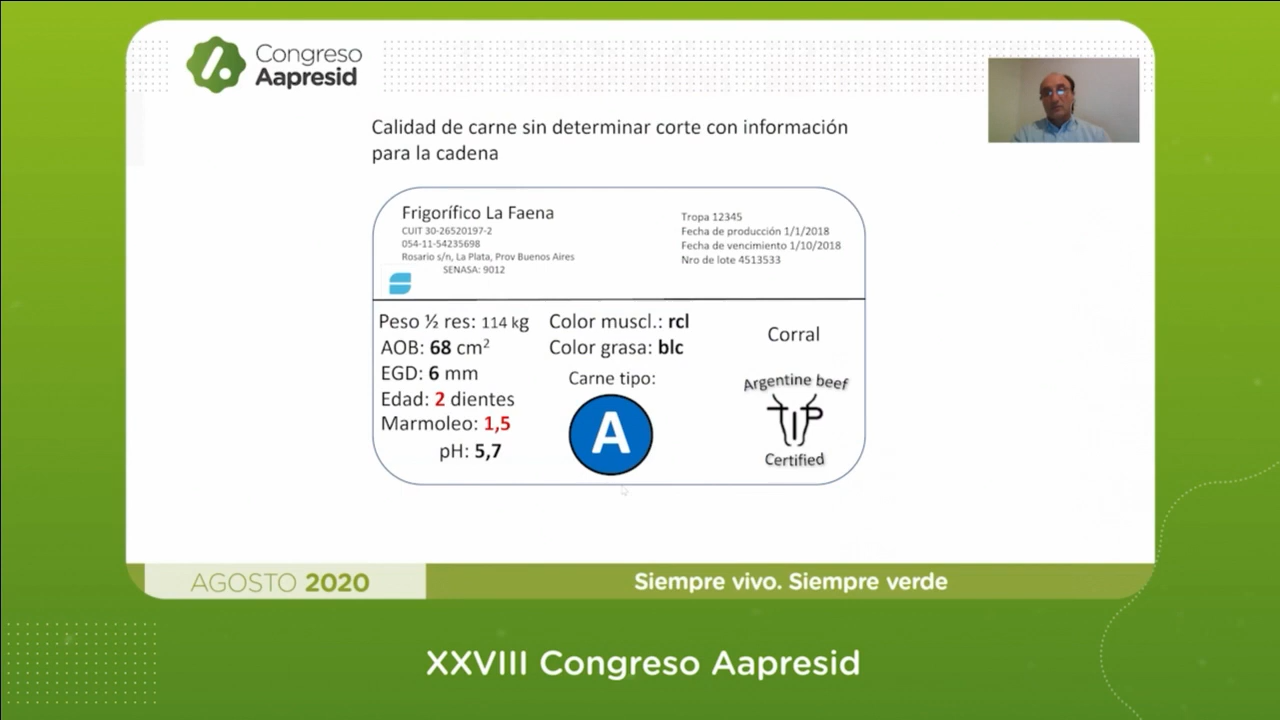 Congreso
Aapresid
Calidad de carne sin determinar corte con información
para la cadena
Frigorífico La Faena
CUIT 30-26520197-2
054-11-54235698
Rosario s/n, La Plata, Prov Buenos Aires
SENASA: 9012
Tropa 12345
Fecha de producción 1/1/2018
Fecha de vencimiento 1/10/2018
Nro de lote 4513533
Peso ½ res: 114 kg
AOB: 68 cm²
EGD: 6 mm
Edad: 2 dientes
Marmoleo: 1,5
pH: 5,7
Color muscl.: rcl
Color grasa: blc
Carne tipo:
A
Corral
Argentine beef
TIP
Certified
AGOSTO 2020
Siempre vivo. Siempre verde
XXVIII Congreso Aapresid